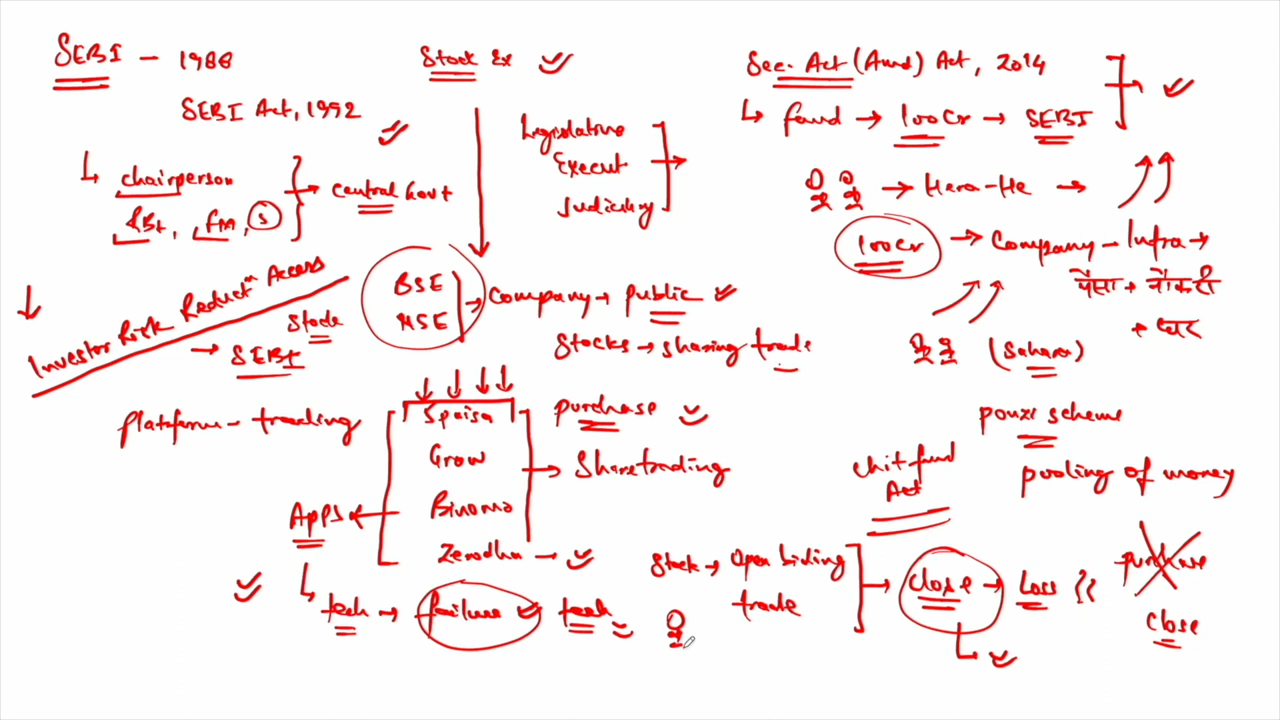 SEBI - 1988
SEBI Act, 1992
chairperson
RBI, FM, 5
central Govt
Stock Ex
Legislative
Execut
Judiciary
Sec. Act (Amd) Act, 2014
fund → 100Cr → SEBI
→ Hera-He →
100Cr → Company - Infra →
पैसा + नौकरी
+ घर
(Sahara)
Investor Risk Reductn Access
Stock
→ SEBI
BSE
NSE
Company → public
Stocks → sharing trade
platform - trading
5paisa
Grow
Binomo
Zerodha
purchase
Sharetrading
Apps
tech → failure
tech
ponzi scheme
pooling of money
chit fund
Act
Stock → Open biding
trade
close → Loss
purchase
close